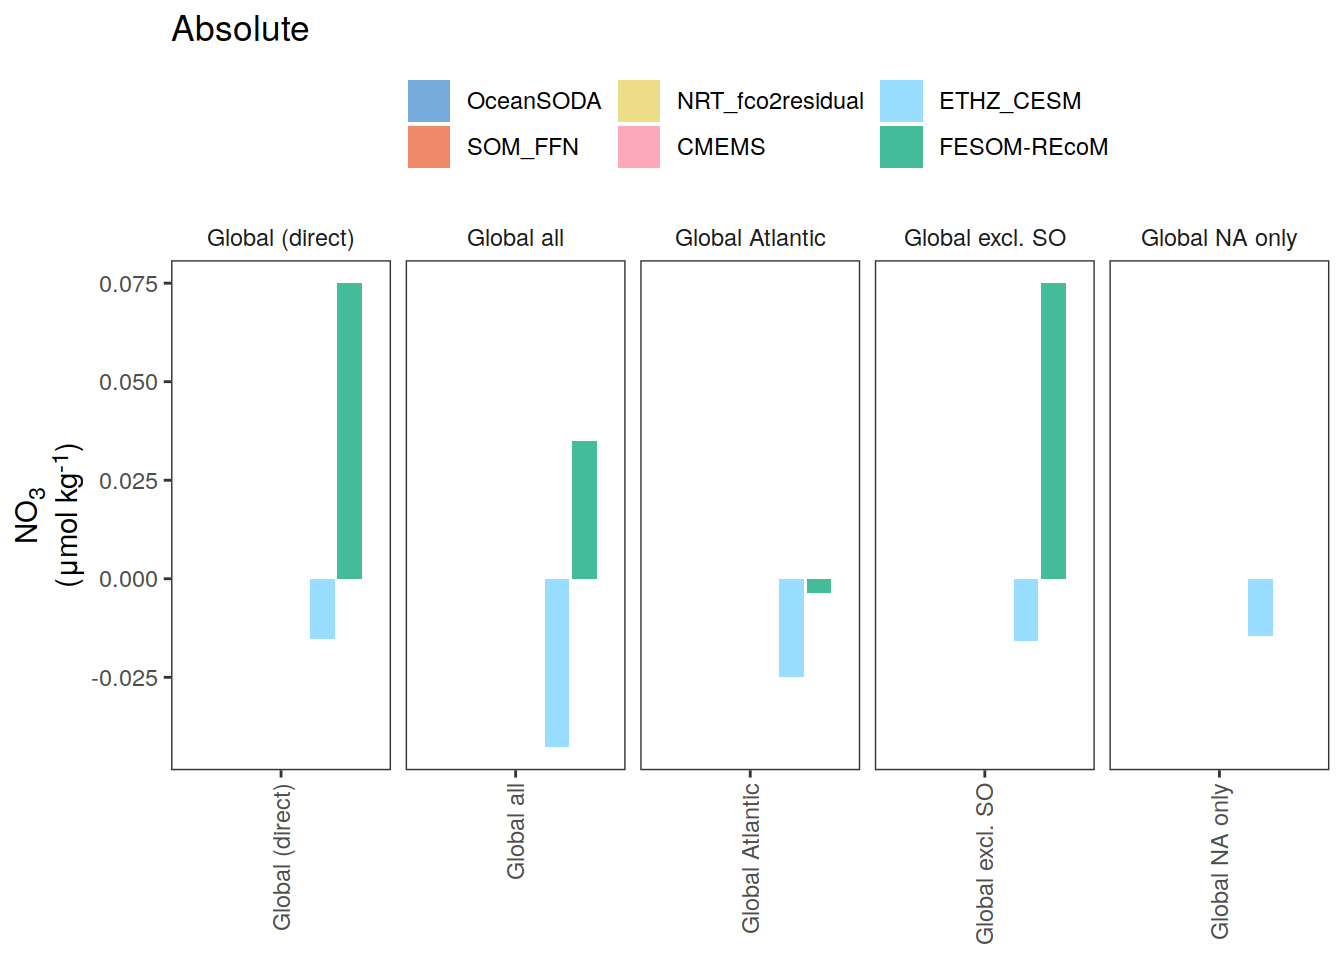 Absolute
OceanSODA NRT_fco2residual ETHZ_CESM
SOM_FFN CMEMS FESOM-REcoM
Global (direct) Global all Global Atlantic Global excl. SO Global NA only
0.075
0.050
0.025
0.000
-0.025
NO₃
(μmol kg⁻¹)
Global (direct)
Global all
Global Atlantic
Global excl. SO
Global NA only